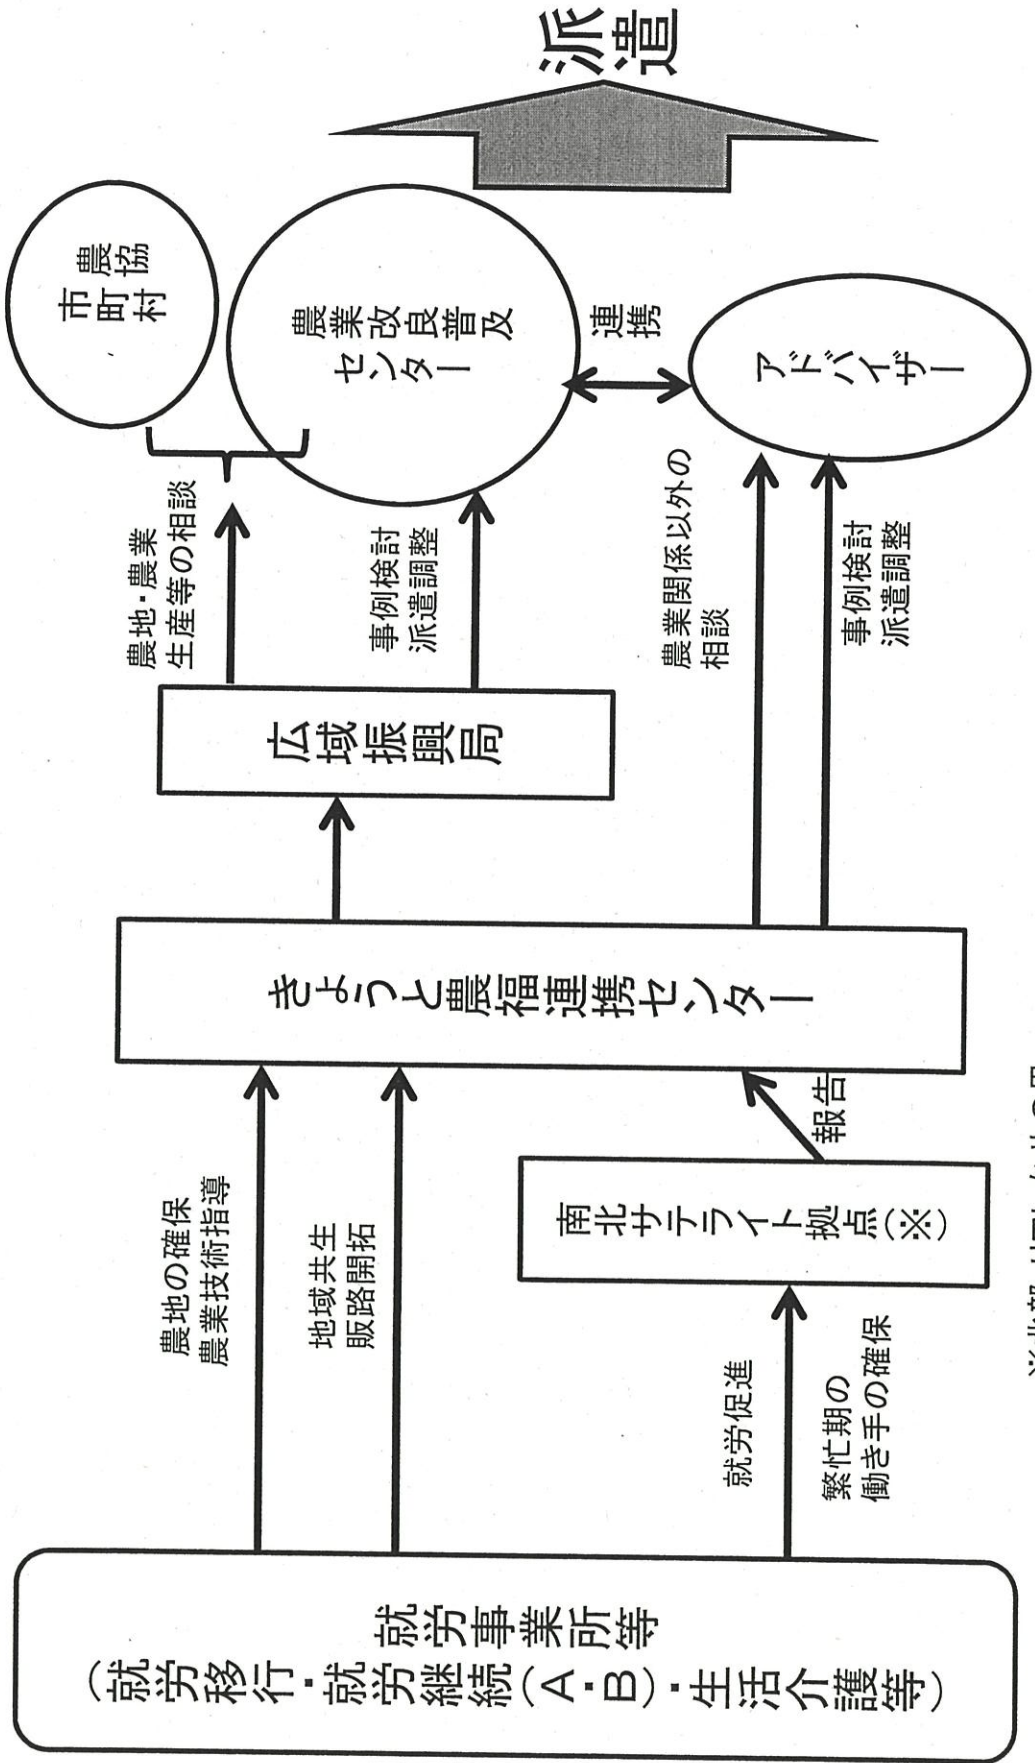 就労事業所等
（就労移行・就労継続（A・B）・生活介護等）
農地の確保
農業技術指導
地域共生
販路開拓
就労促進
繁忙期の
働き手の確保
南北サテライト拠点（※）
報告
きょうと農福連携センター
広域振興局
農地・農業
生産等の相談
事例検討
派遣調整
農業関係以外の
相談
事例検討
派遣調整
市町村
農協
農業改良普及
センター
連携
アドバイザー
派遣